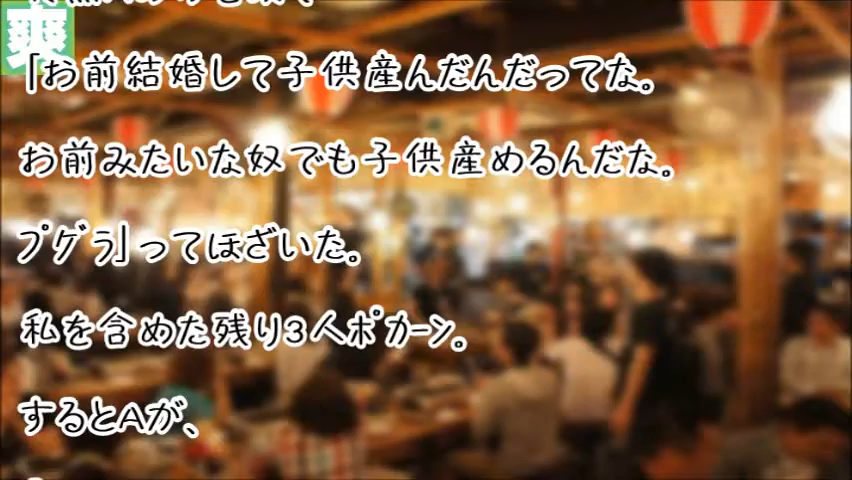 爽
「お前結婚して子供産んだんだってな。
お前みたいな奴でも子供産めるんだな。
プグゥ」ってほざいた。
私を含めた残り3人ポカーン。
するとAが、